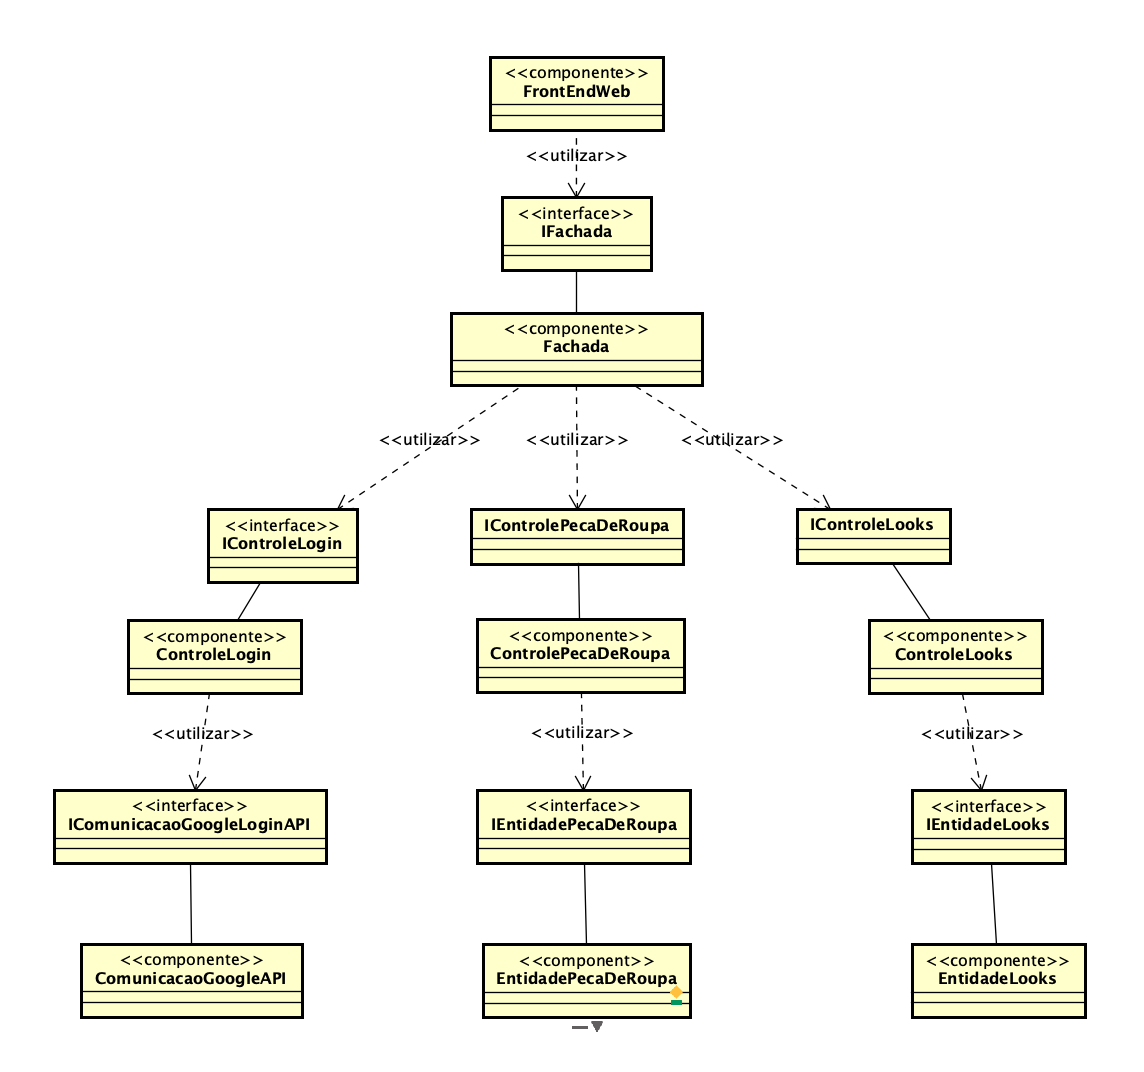 <<componente>>
FrontEndWeb
<<utilizar>>
<<interface>>
IFachada
<<componente>>
Fachada
<<utilizar>>
<<utilizar>>
<<utilizar>>
<<interface>>
IControleLogin
IControlePecaDeRoupa
IControleLooks
<<componente>>
ControleLogin
<<componente>>
ControlePecaDeRoupa
<<componente>>
ControleLooks
<<utilizar>>
<<utilizar>>
<<utilizar>>
<<interface>>
IComunicacaoGoogleLoginAPI
<<interface>>
IEntidadePecaDeRoupa
<<interface>>
IEntidadeLooks
<<componente>>
ComunicacaoGoogleAPI
<<component>>
EntidadePecaDeRoupa
<<componente>>
EntidadeLooks